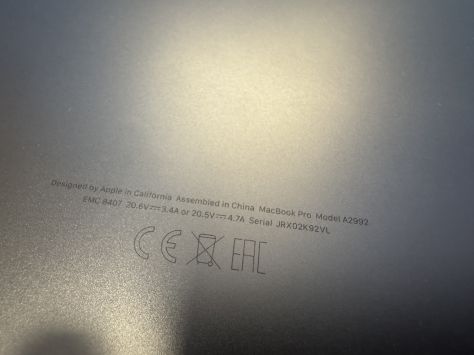 Designed by Apple in California Assembled in China MacBook Pro Model A2992
EMC 8407 20.6V⎓3.4A or 20.5V⎓4.7A Serial JRX02K92VL
CE EAC